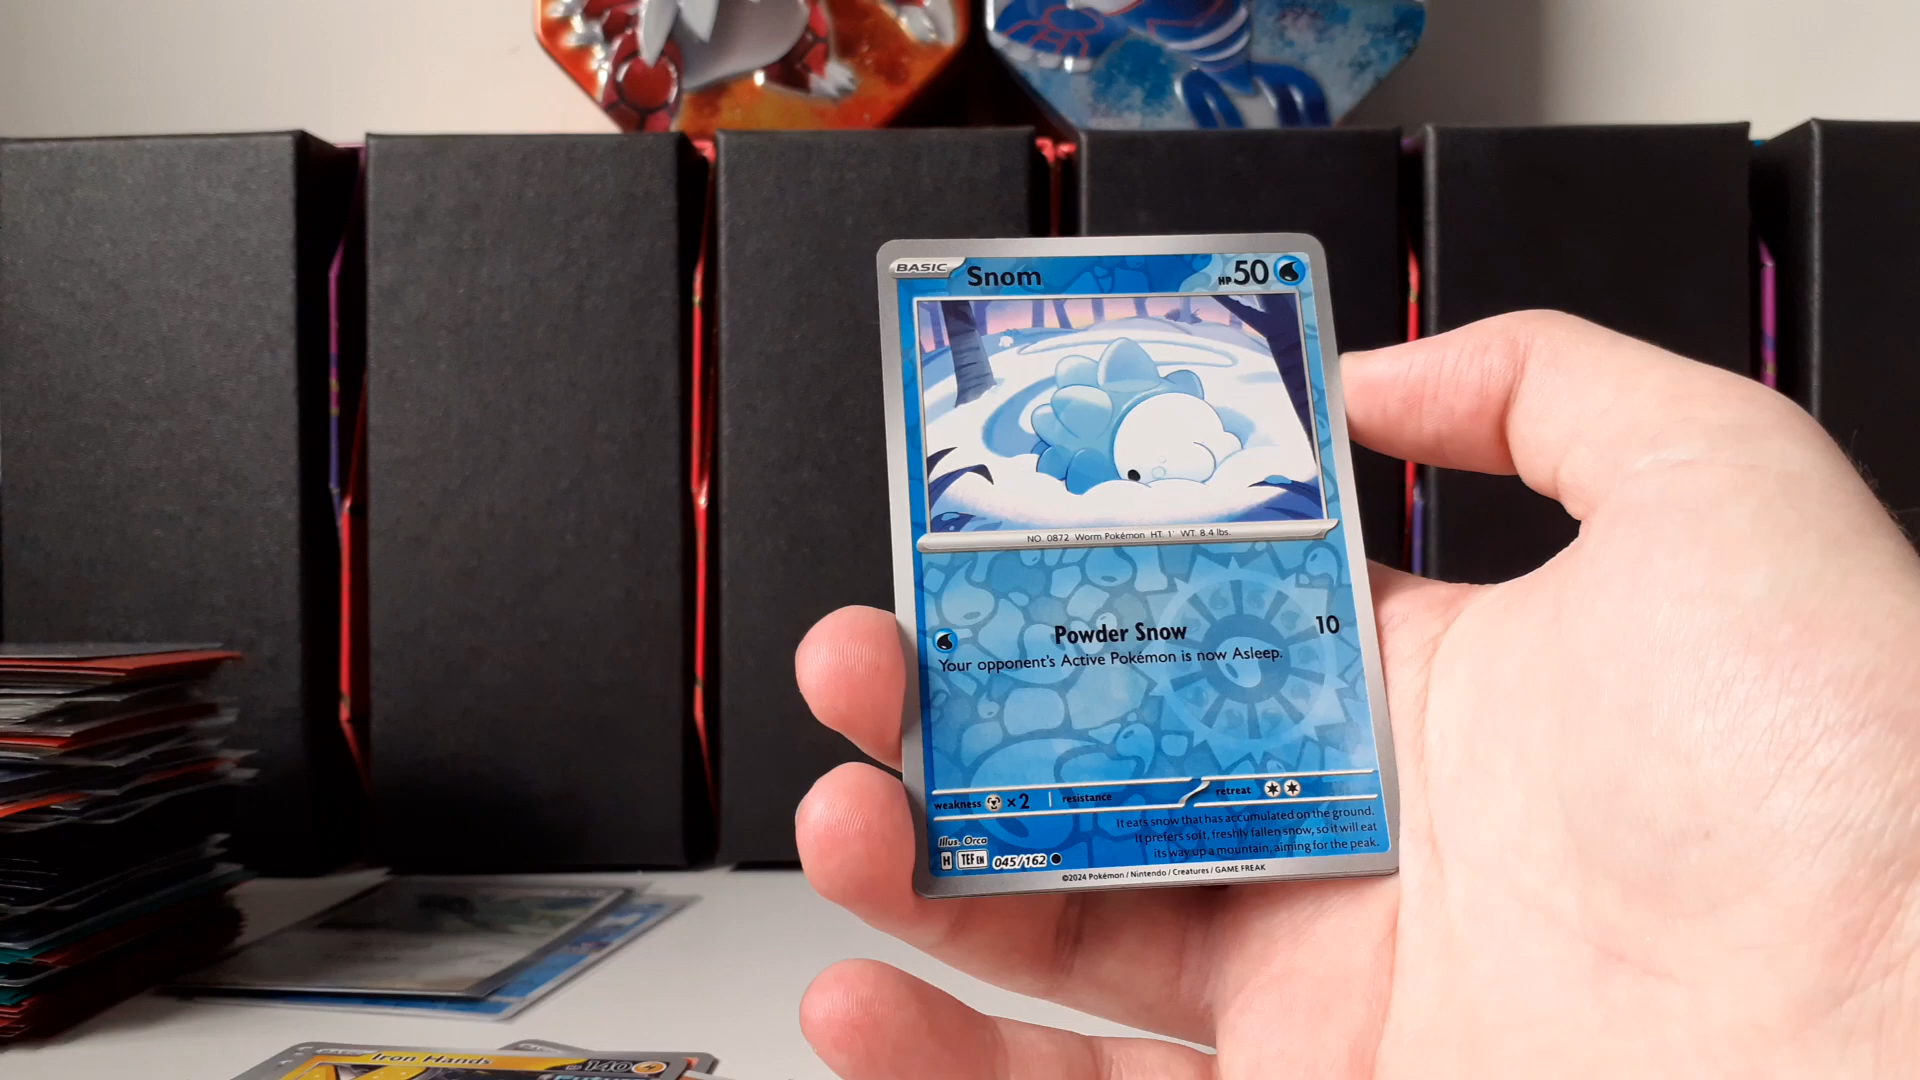 BASIC Snom HP 50
NO. 0872 Worm Pokémon HT: 1' WT: 8.4 lbs.
Powder Snow 10
Your opponent's Active Pokémon is now Asleep.
weakness ×2 resistance retreat
It eats snow that has accumulated on the ground.
It prefers soft, freshly fallen snow, so it will eat
its way up a mountain, aiming for the peak.
Illus. Orca
H TEF EN 045/162
©2024 Pokémon / Nintendo / Creatures / GAME FREAK
Iron Hands 140
Future